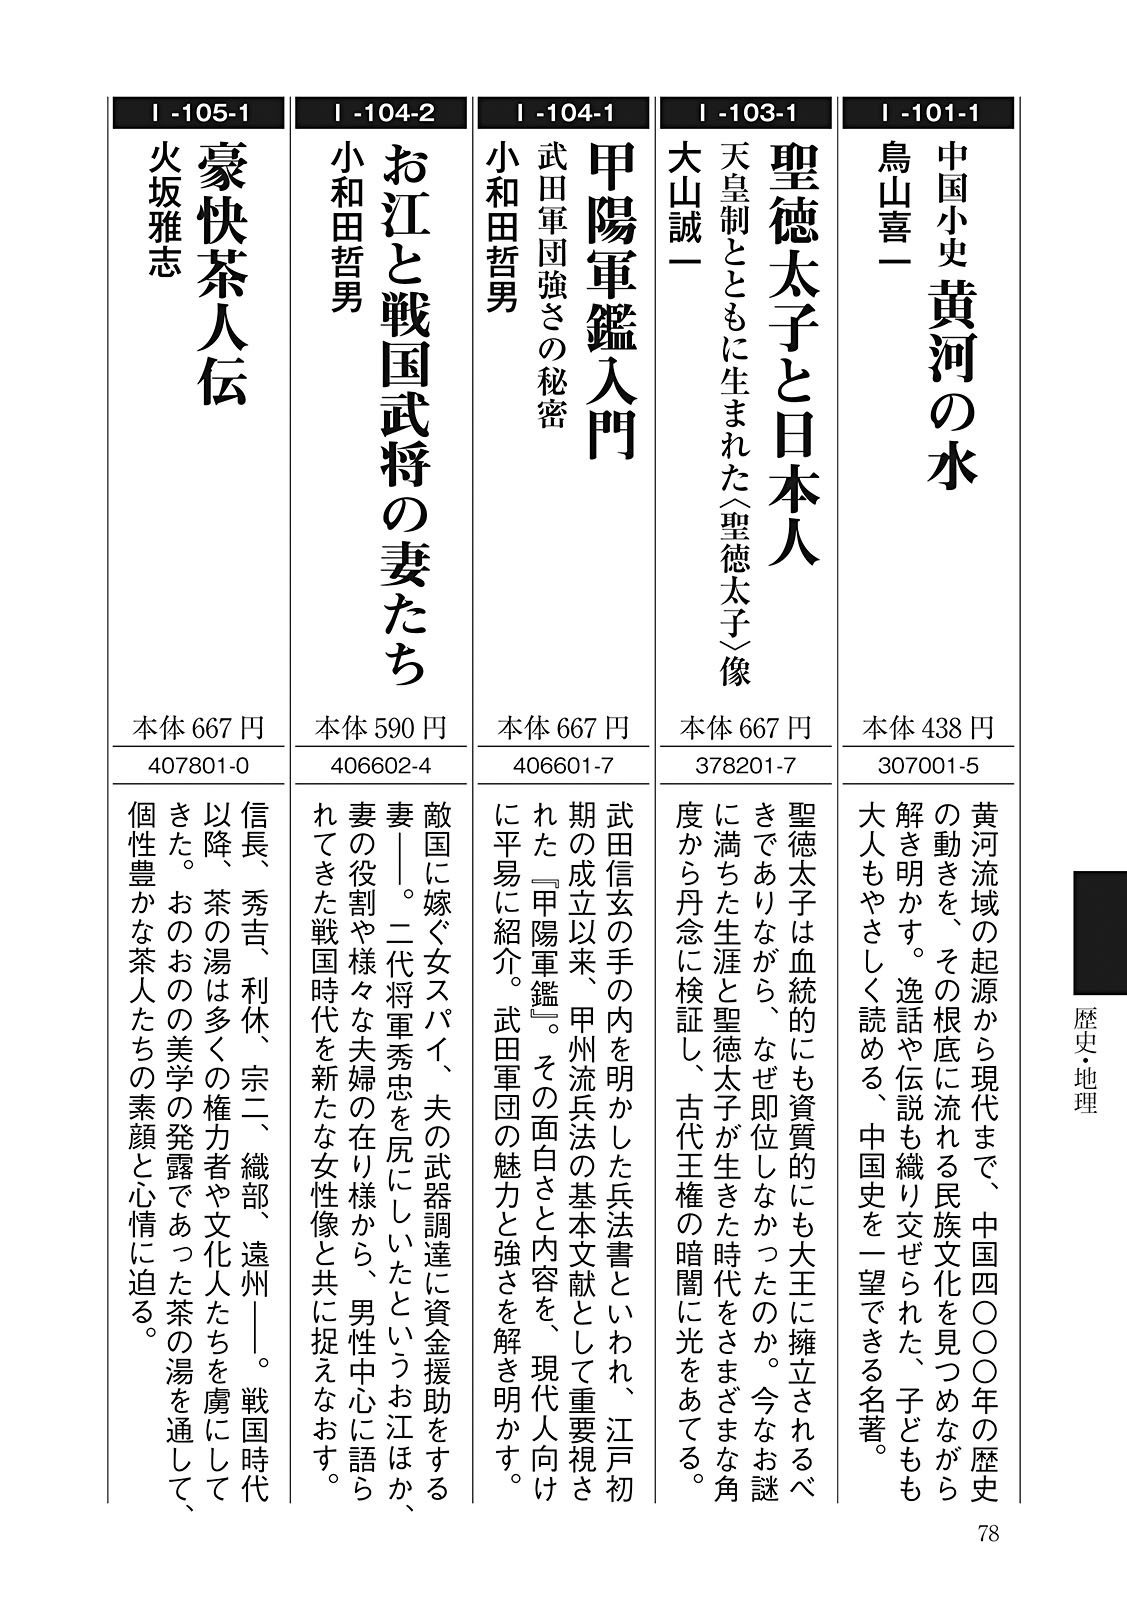 I-101-1
中国小史 黄河の水
鳥山喜一
本体438円
307001-5
黄河流域の起源から現代まで、中国四〇〇〇年の歴史
の動きを、その根底に流れる民族文化を見つめながら
解き明かす。逸話や伝説も織り交ぜられた、子どもも
大人もやさしく読める、中国史を一望できる名著。
I-103-1
聖徳太子と日本人
天皇制とともに生まれた〈聖徳太子〉像
大山誠一
本体667円
378201-7
聖徳太子は血統的にも資質的にも大王に擁立されるべ
きでありながら、なぜ即位しなかったのか。今なお謎
に満ちた生涯と聖徳太子が生きた時代をさまざまな角
度から丹念に検証し、古代王権の暗闇に光をあてる。
I-104-1
甲陽軍鑑入門
武田軍団強さの秘密
小和田哲男
本体667円
406601-7
武田信玄の手の内を明かした兵法書といわれ、江戸初
期の成立以来、甲州流兵法の基本文献として重要視さ
れた『甲陽軍鑑』。その面白さと内容を、現代人向け
に平易に紹介。武田軍団の魅力と強さを解き明かす。
I-104-2
お江と戦国武将の妻たち
小和田哲男
本体590円
406602-4
敵国に嫁ぐ女スパイ、夫の武器調達に資金援助をする
妻――。二代将軍秀忠を尻にしいたというお江ほか、
妻の役割や様々な夫婦の在り様から、男性中心に語ら
れてきた戦国時代を新たな女性像と共に捉えなおす。
I-105-1
豪快茶人伝
火坂雅志
本体667円
407801-0
信長、秀吉、利休、宗二、織部、遠州――。戦国時代
以降、茶の湯は多くの権力者や文化人たちを虜にして
きた。おのおのの美学の発露であった茶の湯を通して、
個性豊かな茶人たちの素顔と心情に迫る。
歴史・地理
78